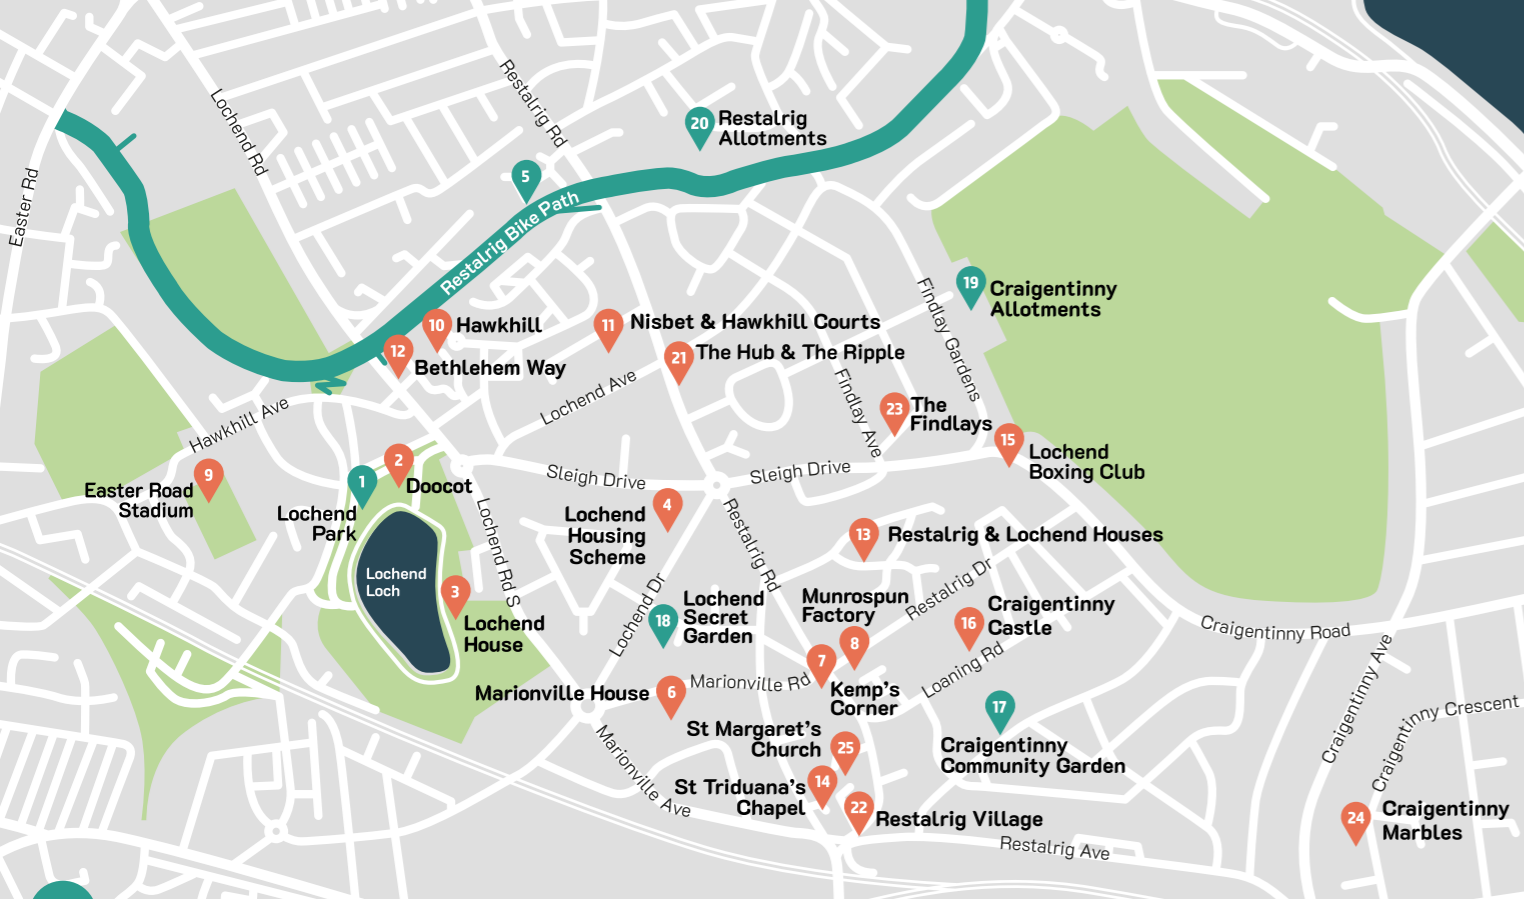 Restalrig Rd
Lochend Rd
20
Restalrig
Allotments
5
Restalrig Bike Path
Easter Rd
19
Craigentinny
Allotments
Findlay Gardens
10
Hawkhill
11
Nisbet & Hawkhill Courts
12
Bethlehem Way
21
The Hub & The Ripple
Lochend Ave
Findlay Ave
Hawkhill Ave
23
The
Findlays
15
Lochend
Boxing Club
9
Easter Road
Stadium
1
Lochend
Park
2
Doocot
Sleigh Drive
Sleigh Drive
4
Lochend
Housing
Scheme
Lochend Rd S
Restalrig Rd
13
Restalrig & Lochend Houses
Lochend
Loch
3
Lochend
House
Lochend Dr
18
Lochend
Secret
Garden
Munrospun
Factory
8
Restalrig Dr
16
Craigentinny
Castle
Loaning Rd
Craigentinny Road
7
Kemp's
Corner
Marionville Rd
Marionville House
6
17
Craigentinny
Community Garden
St Margaret's
Church
25
St Triduana's
Chapel
14
22
Restalrig Village
Marionville Ave
Restalrig Ave
Craigentinny Ave
Craigentinny Crescent
24
Craigentinny
Marbles